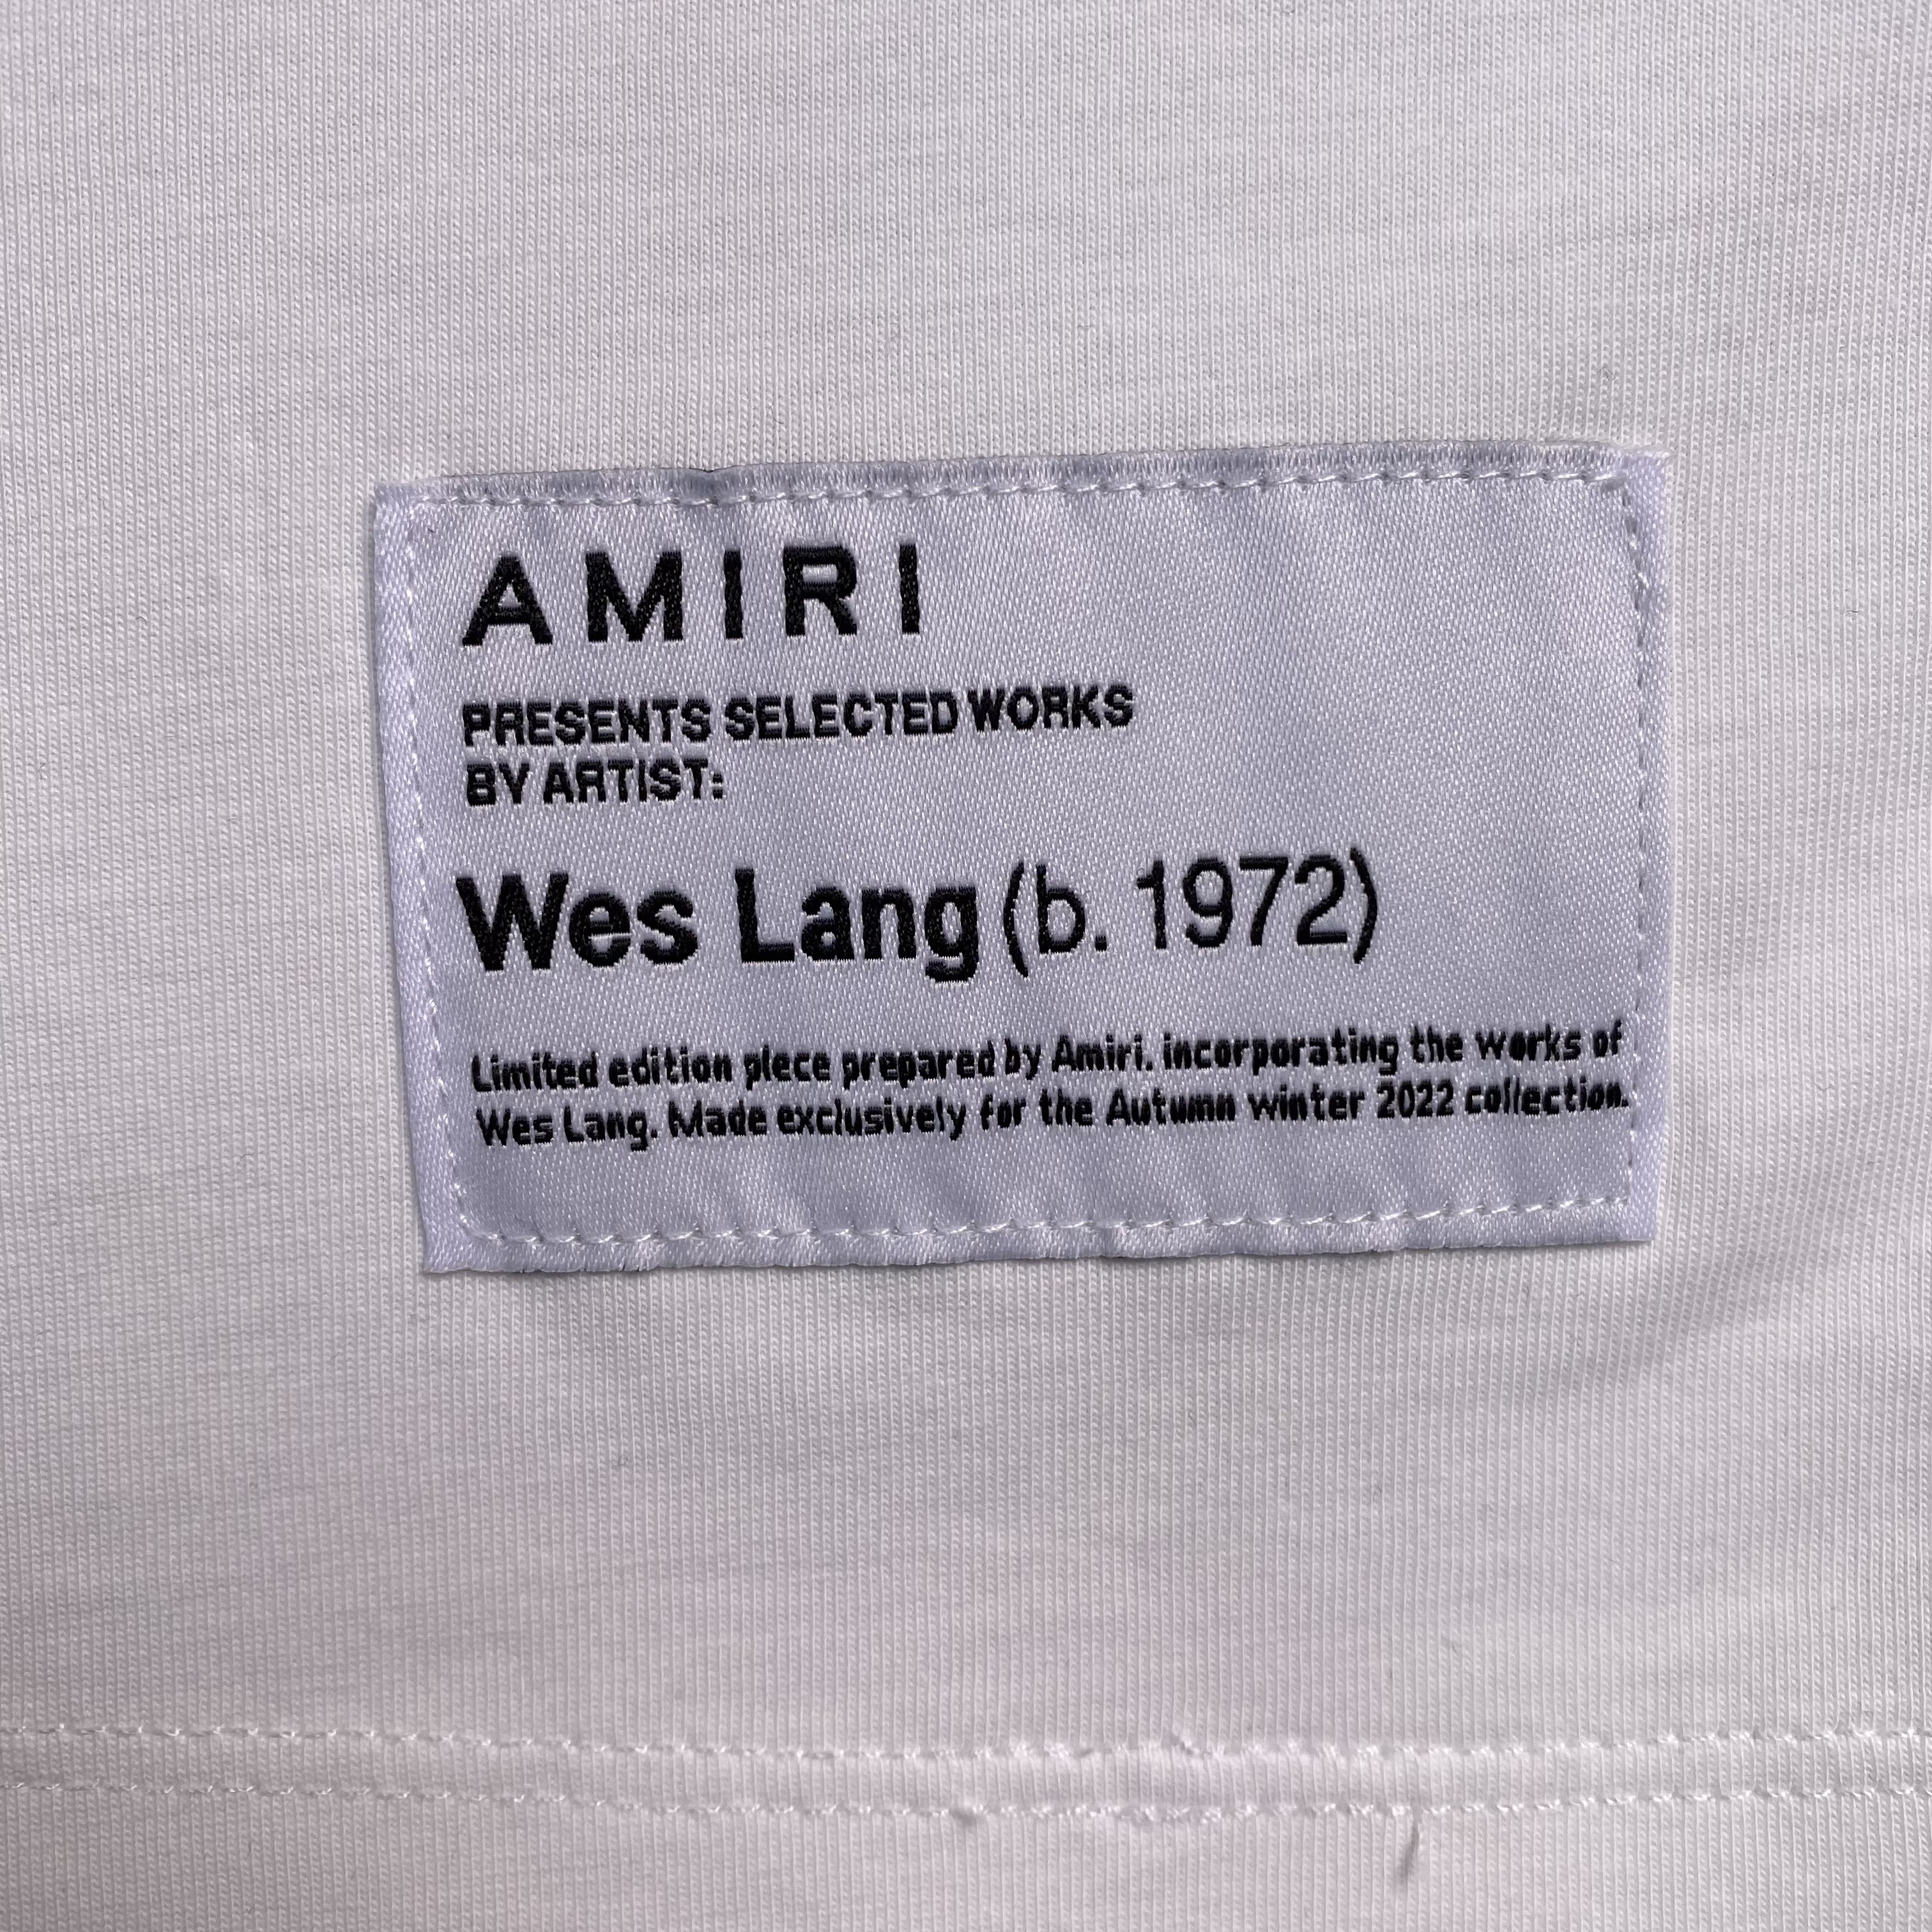 AMIRI
PRESENTS SELECTED WORKS
BY ARTIST:
Wes Lang (b. 1972)
Limited edition piece prepared by Amiri, incorporating the works of
Wes Lang. Made exclusively for the Autumn winter 2022 collection.